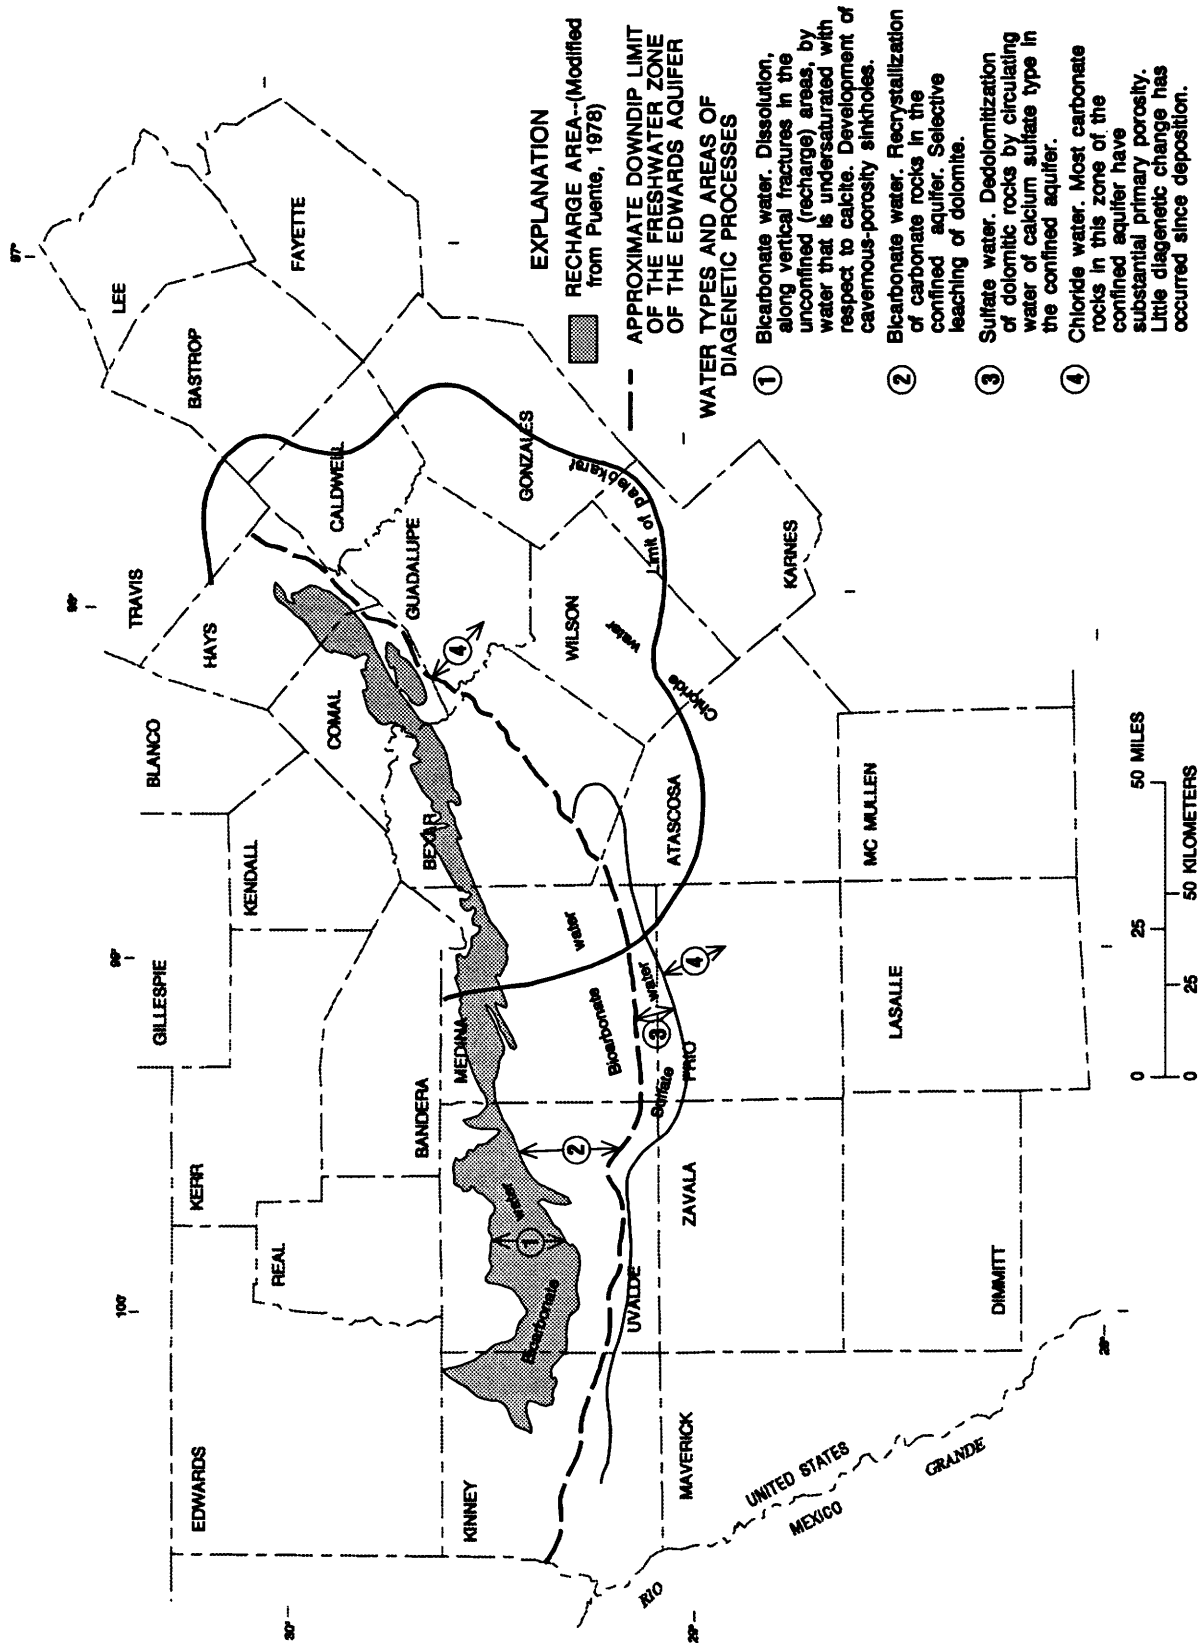 EDWARDS
KERR
GILLESPIE
BLANCO
TRAVIS
BASTROP
LEE
97°
98°
99°
100°
30°
29°
28°
REAL
KENDALL
HAYS
FAYETTE
BANDERA
COMAL
CALDWELL
KINNEY
MEDINA
BEXAR
GUADALUPE
GONZALES
UVALDE
WILSON
MAVERICK
ZAVALA
FRIO
ATASCOSA
KARNES
DIMMITT
LASALLE
MC MULLEN
Bicarbonate
water
1
2
Bicarbonate
water
Sulfate
water
3
4
4
Chloride
water
Limit of paleokarst
RIO
GRANDE
UNITED STATES
MEXICO
0 25 50 MILES
0 25 50 KILOMETERS
EXPLANATION
RECHARGE AREA--(Modified
from Puente, 1978)
APPROXIMATE DOWNDIP LIMIT
OF THE FRESHWATER ZONE
OF THE EDWARDS AQUIFER
WATER TYPES AND AREAS OF
DIAGENETIC PROCESSES
1 Bicarbonate water. Dissolution,
along vertical fractures in the
unconfined (recharge) areas, by
water that is undersaturated with
respect to calcite. Development of
cavernous-porosity sinkholes.
2 Bicarbonate water. Recrystallization
of carbonate rocks in the
confined aquifer. Selective
leaching of dolomite.
3 Sulfate water. Dedolomitization
of dolomitic rocks by circulating
water of calcium sulfate type in
the confined aquifer.
4 Chloride water. Most carbonate
rocks in this zone of the
confined aquifer have
substantial primary porosity.
Little diagenetic change has
occurred since deposition.